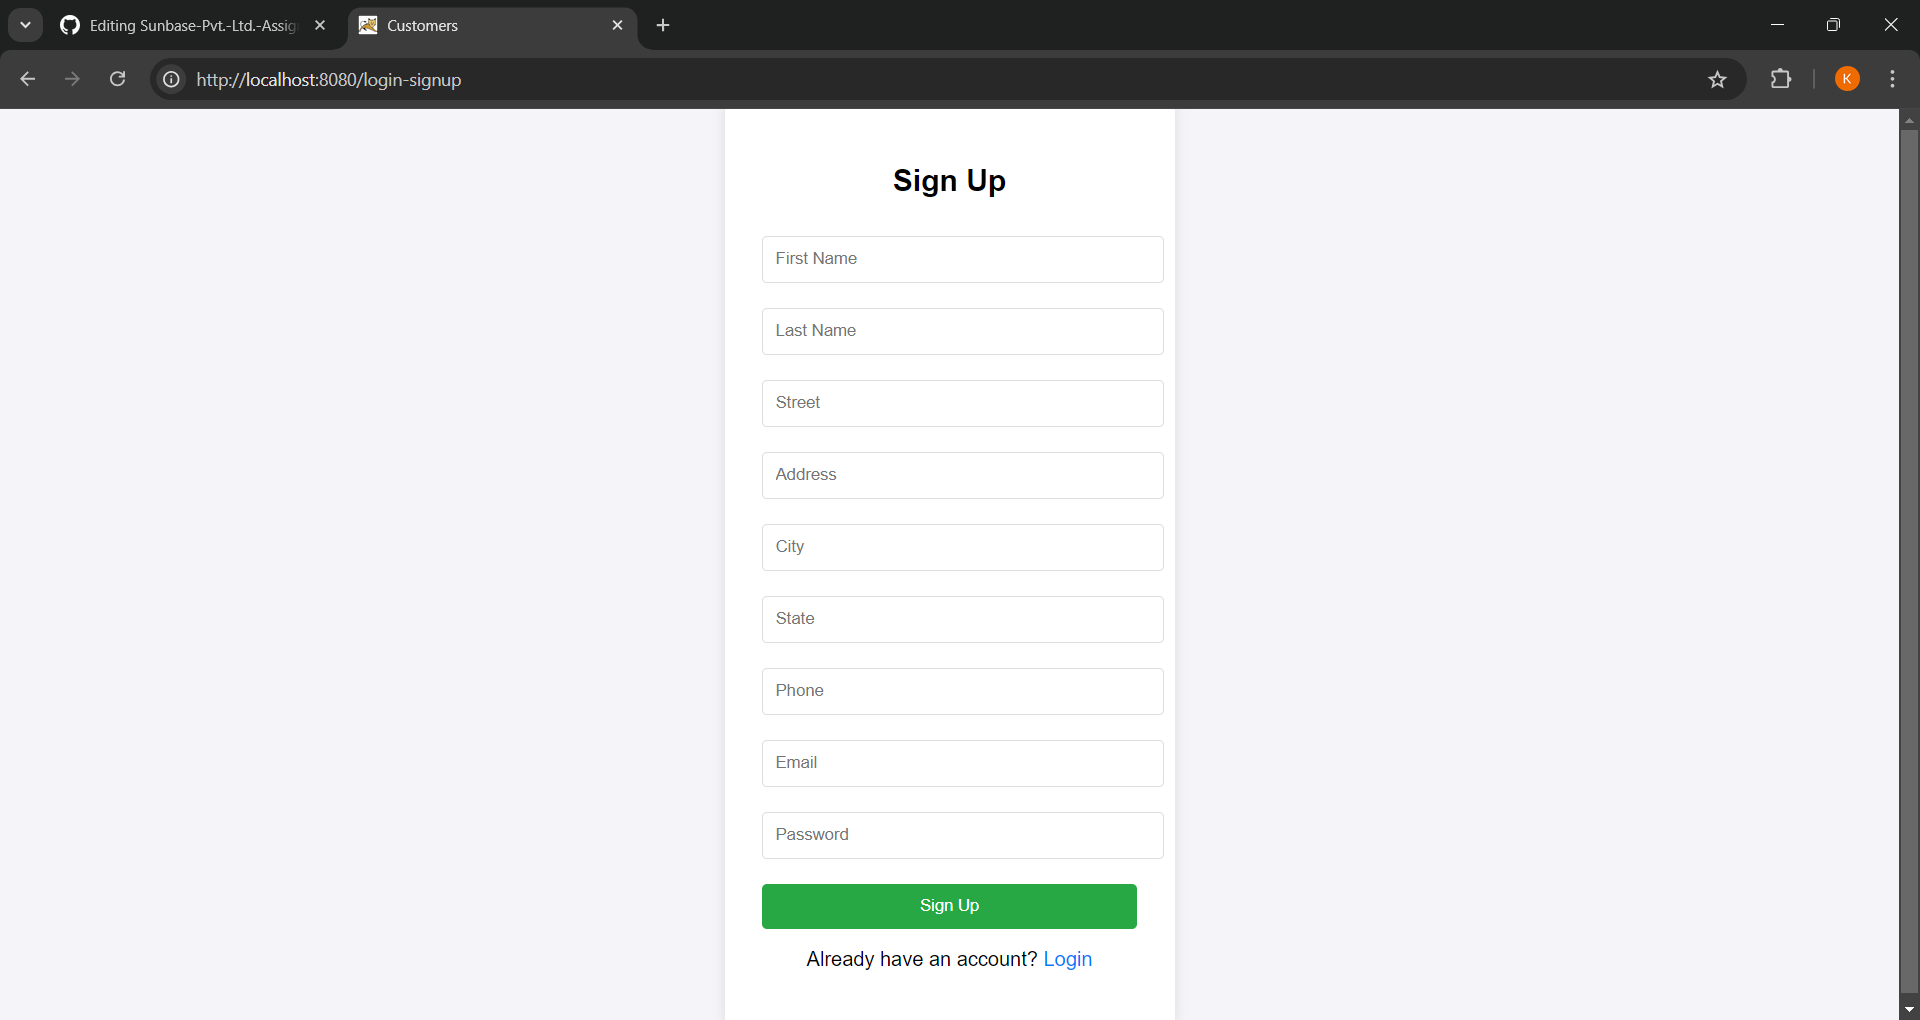 Editing Sunbase-Pvt.-Ltd.-Assig
Customers
http://localhost:8080/login-signup
K
Sign Up
First Name
Last Name
Street
Address
City
State
Phone
Email
Password
Sign Up
Already have an account? Login